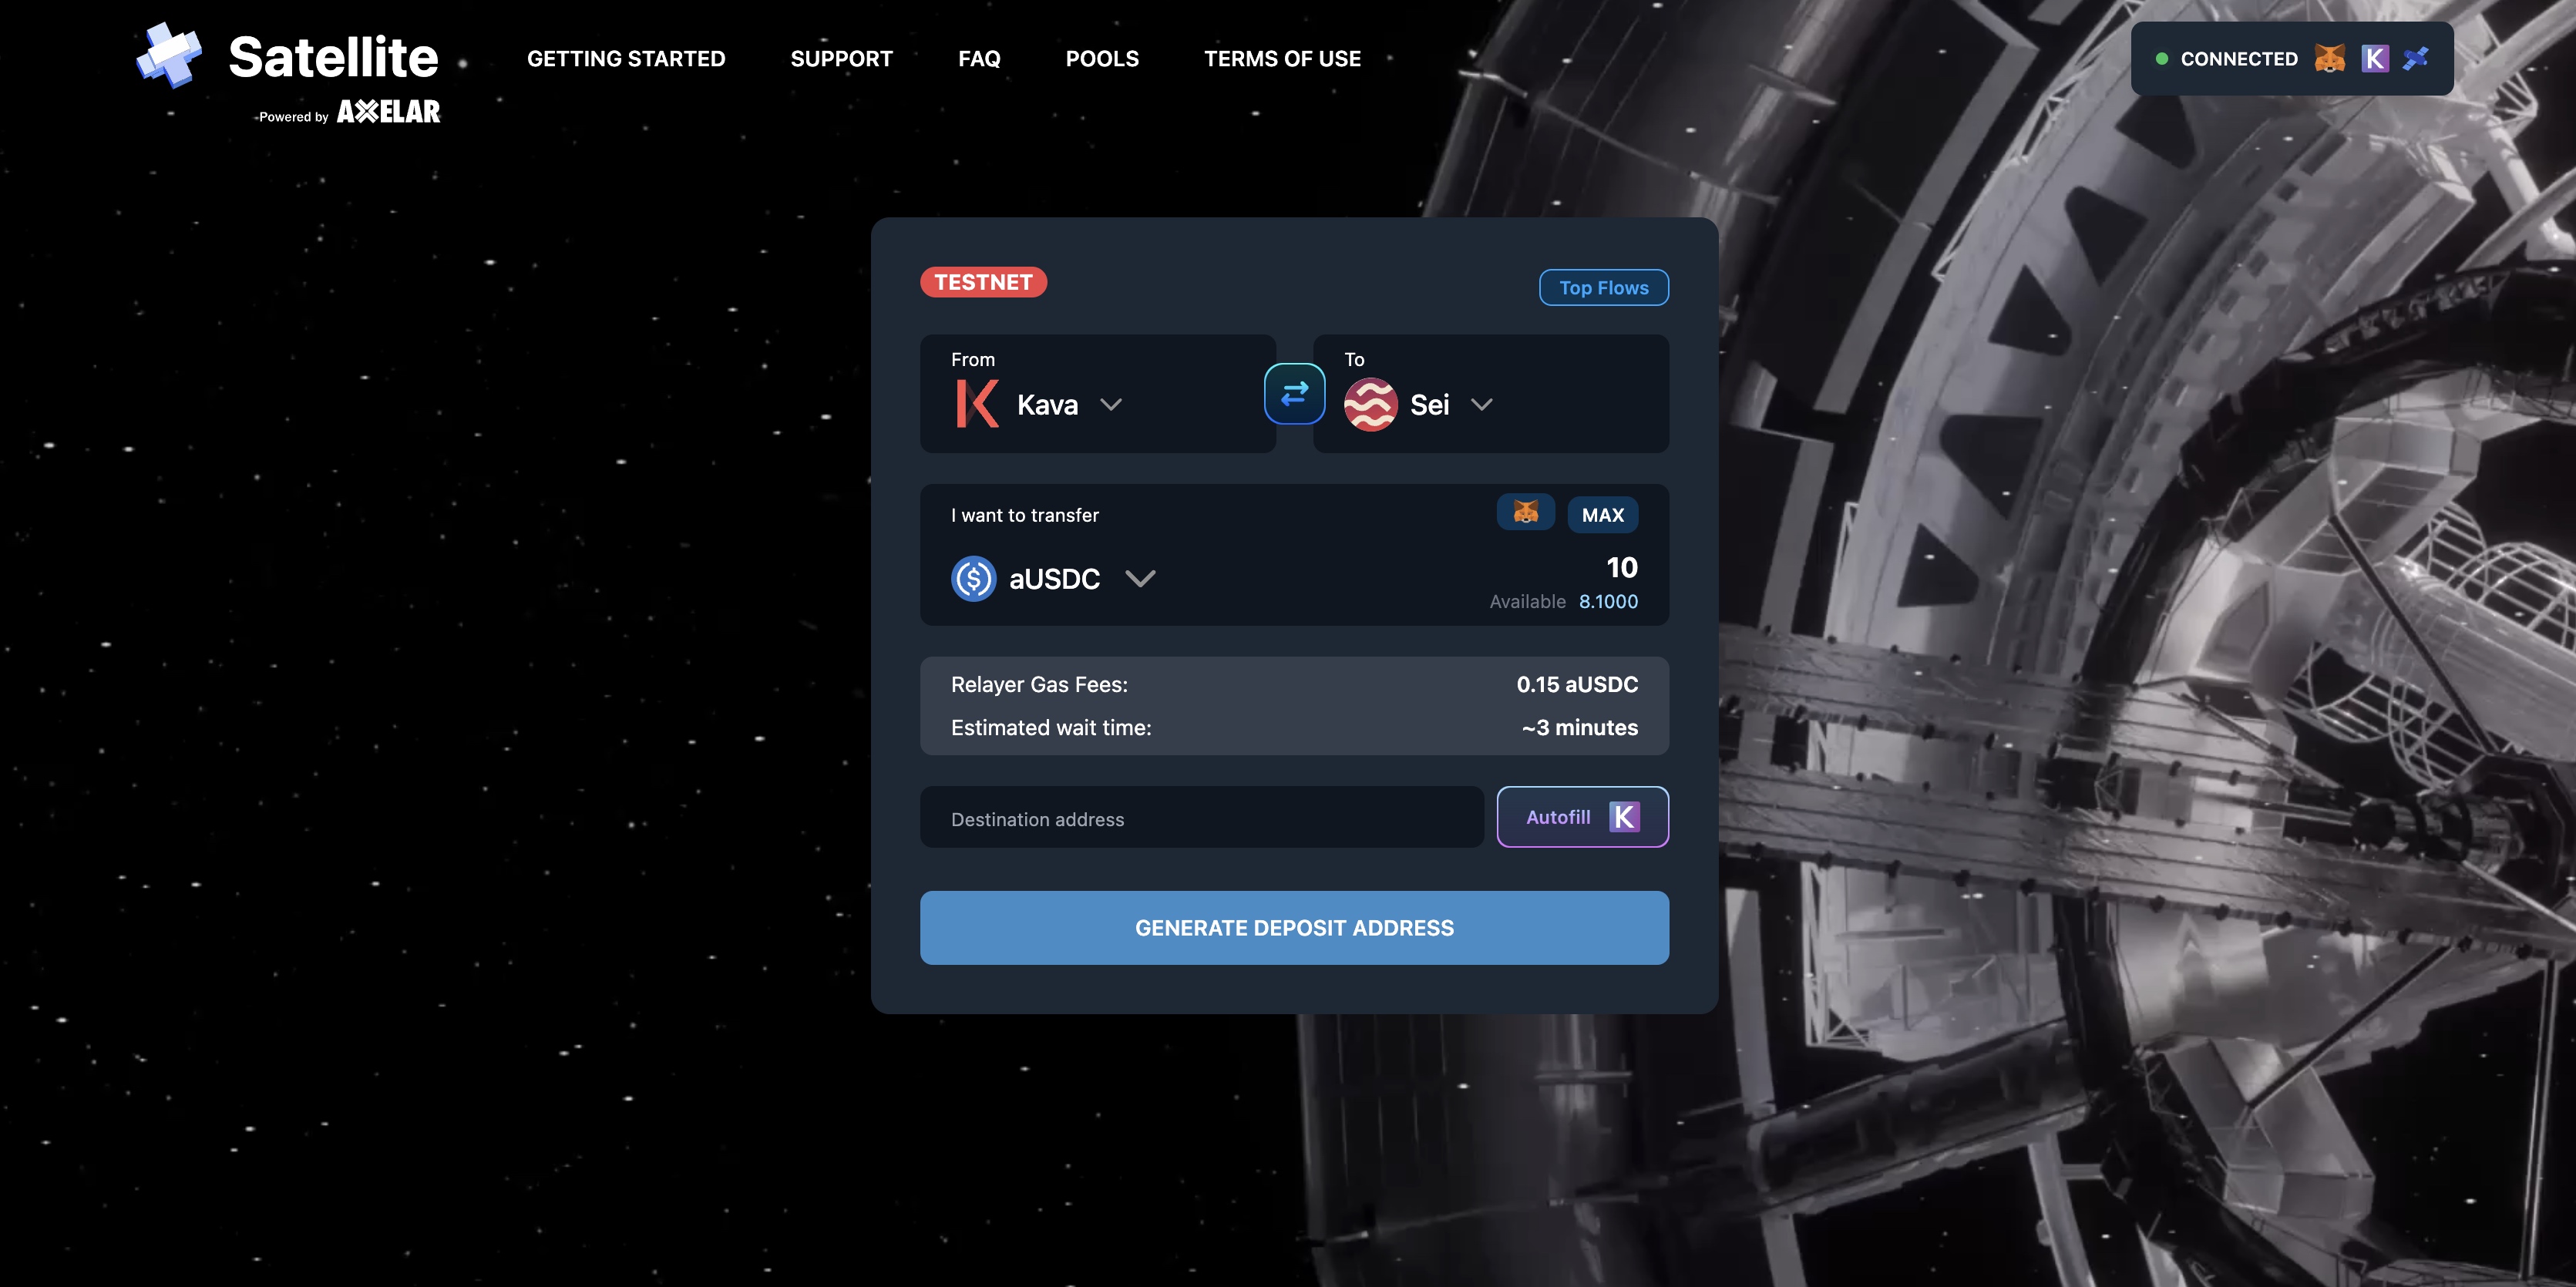 Satellite
Powered by AXELAR
GETTING STARTED
SUPPORT
FAQ
POOLS
TERMS OF USE
CONNECTED
TESTNET
Top Flows
From
Kava
To
Sei
I want to transfer
MAX
aUSDC
10
Available 8.1000
Relayer Gas Fees: 0.15 aUSDC
Estimated wait time: ~3 minutes
Destination address
Autofill
GENERATE DEPOSIT ADDRESS